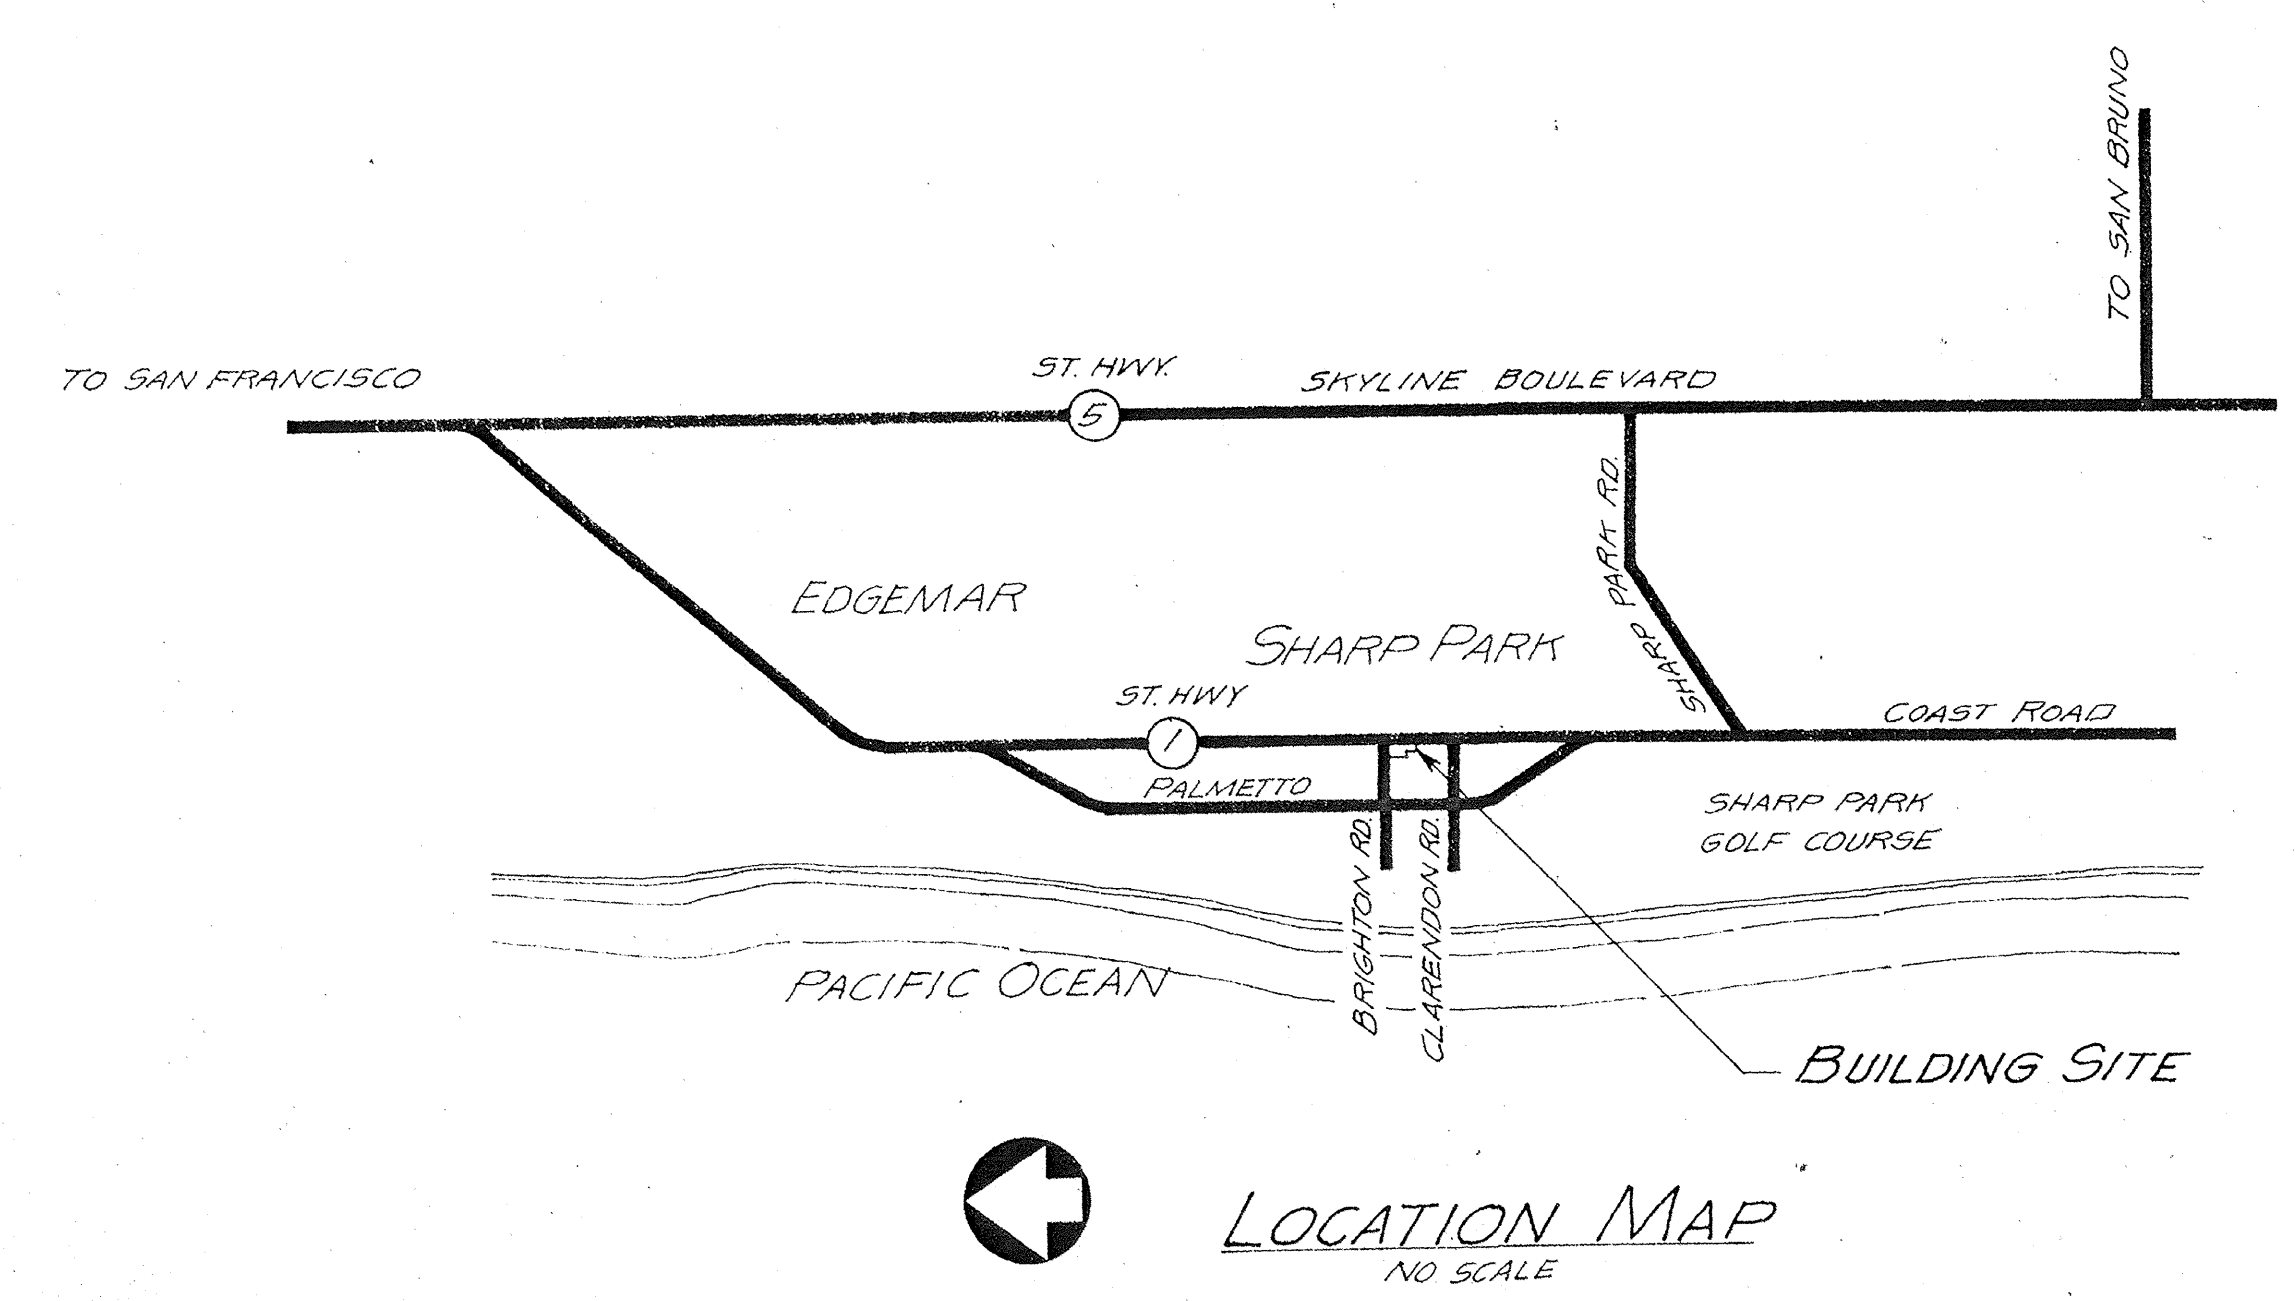 TO SAN BRUNO
TO SAN FRANCISCO
ST. HWY.
5
SKYLINE BOULEVARD
SHARP PARK RD.
EDGEMAR
SHARP PARK
ST. HWY
1
COAST ROAD
PALMETTO
BRIGHTON RD.
CLARENDON RD.
SHARP PARK
GOLF COURSE
PACIFIC OCEAN
BUILDING SITE
LOCATION MAP
NO SCALE